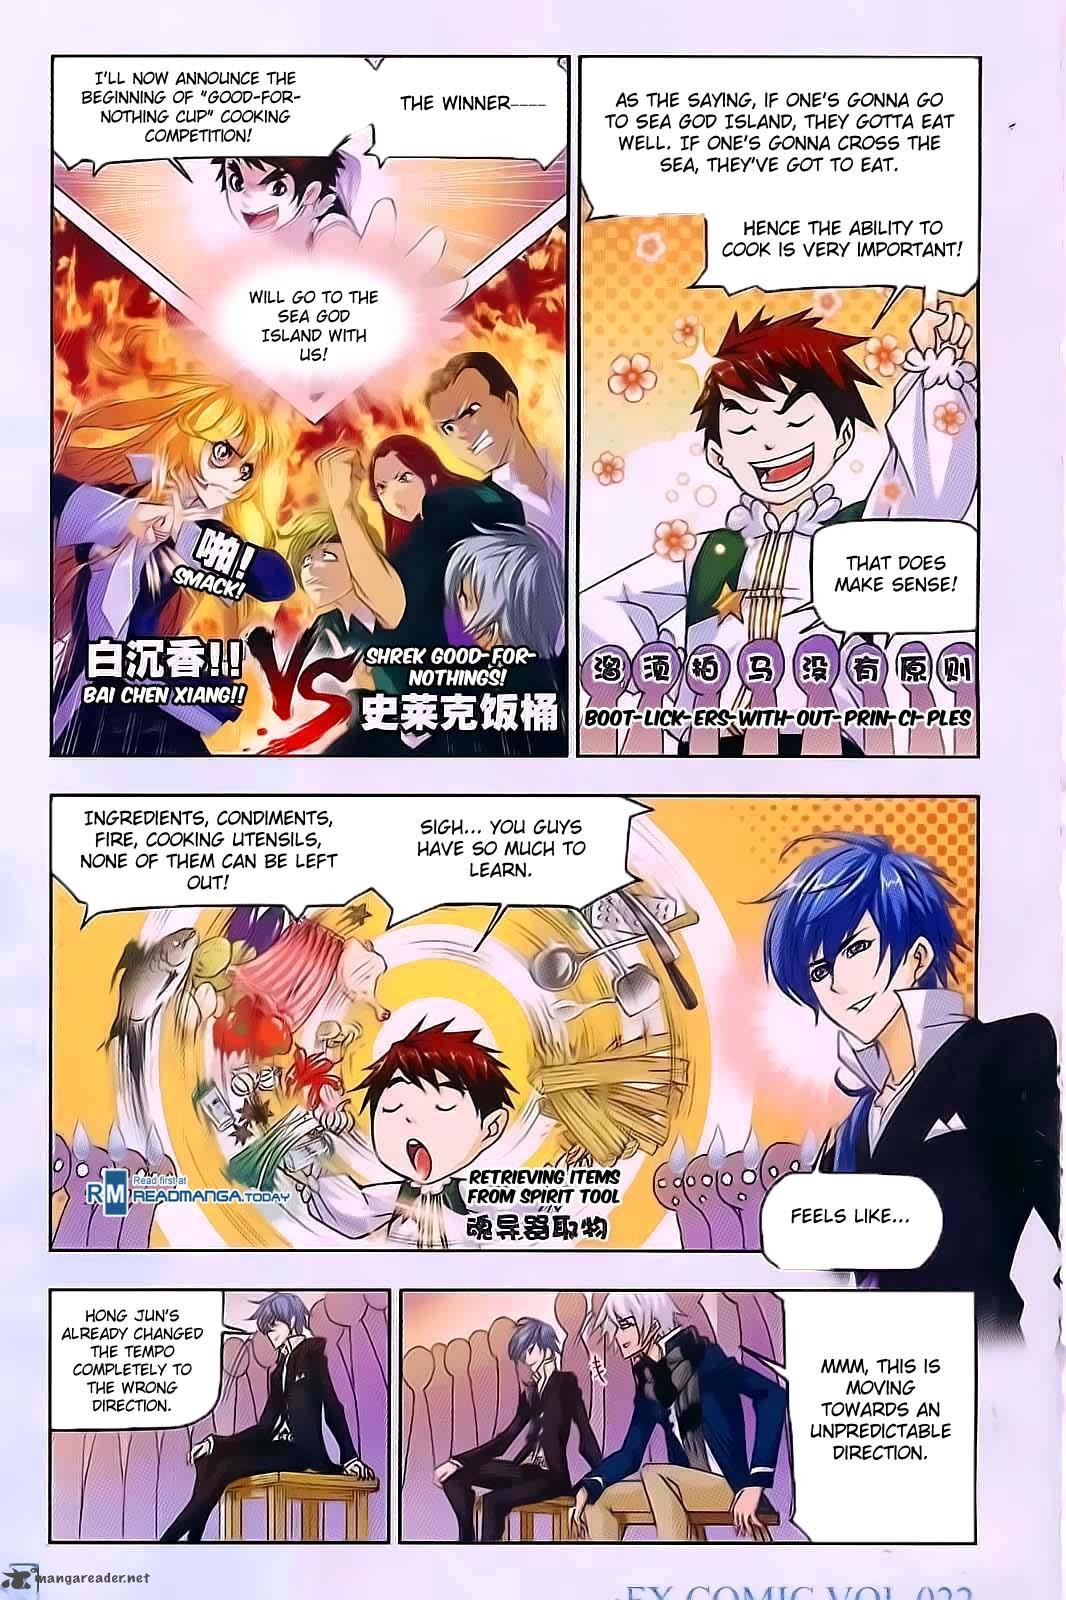 I'LL NOW ANNOUNCE THE
BEGINNING OF "GOOD-FOR-
NOTHING CUP" COOKING
COMPETITION!
THE WINNER----
WILL GO TO THE
SEA GOD
ISLAND WITH
US!
啪!
SMACK!
白沉香!!
BAI CHEN XIANG!!
VS
SHREK GOOD-FOR-
NOTHINGS!
史莱克饭桶
AS THE SAYING, IF ONE'S GONNA GO
TO SEA GOD ISLAND, THEY GOTTA EAT
WELL. IF ONE'S GONNA CROSS THE
SEA, THEY'VE GOT TO EAT.
HENCE THE ABILITY TO
COOK IS VERY IMPORTANT!
THAT DOES
MAKE SENSE!
溜须拍马没有原则
BOOT-LICK-ERS-WITH-OUT-PRIN-CI-PLES
INGREDIENTS, CONDIMENTS,
FIRE, COOKING UTENSILS,
NONE OF THEM CAN BE LEFT
OUT!
SIGH... YOU GUYS
HAVE SO MUCH TO
LEARN.
RETRIEVING ITEMS
FROM SPIRIT TOOL
魂导器取物
RM Read first at
READMANGA.TODAY
FEELS LIKE...
HONG JUN'S
ALREADY CHANGED
THE TEMPO
COMPLETELY TO
THE WRONG
DIRECTION.
MMM, THIS IS
MOVING
TOWARDS AN
UNPREDICTABLE
DIRECTION.
mangareader.net
EX COMIC VOL.022